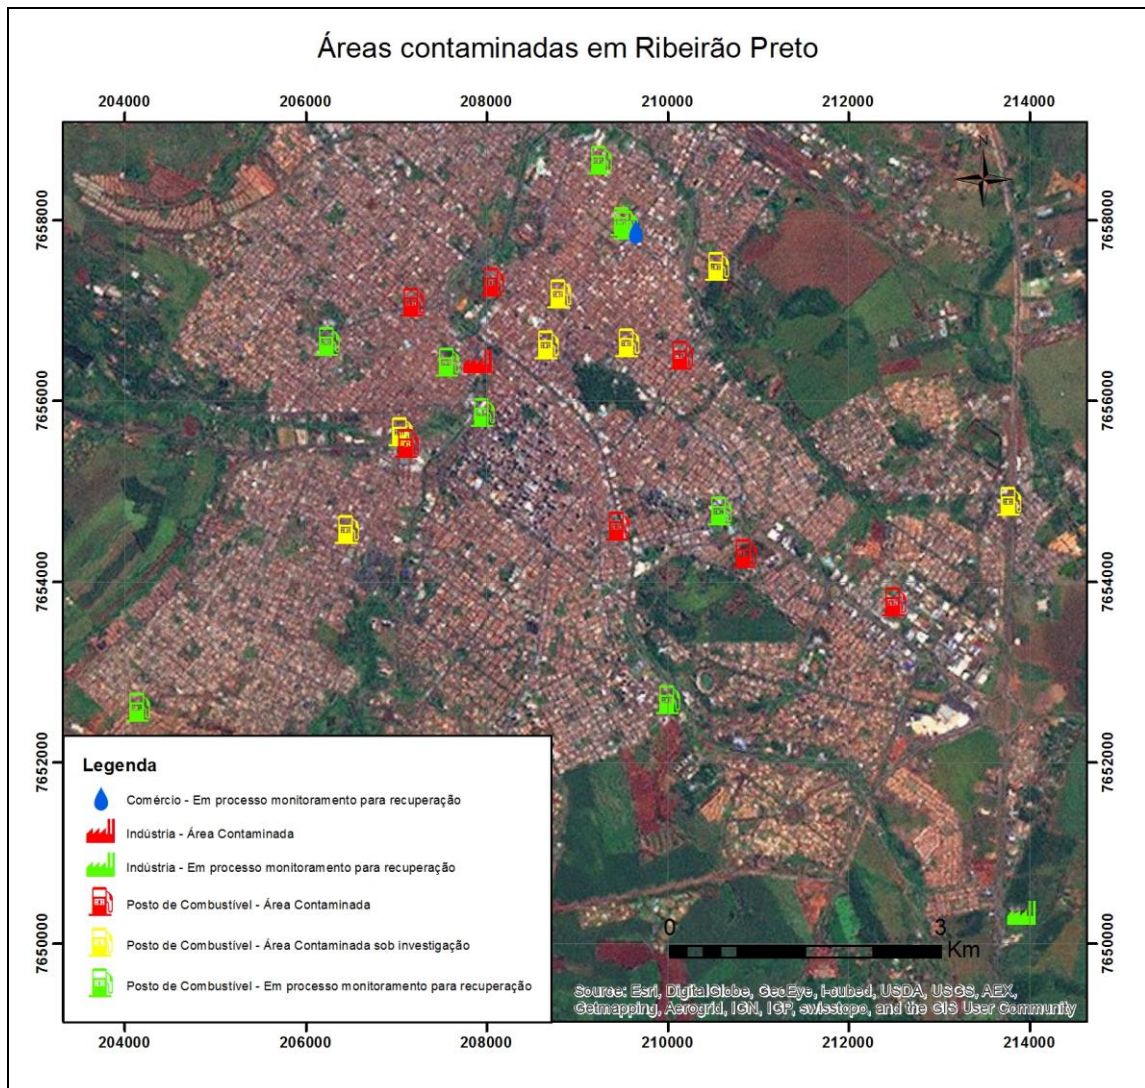 Áreas contaminadas em Ribeirão Preto
204000 206000 208000 210000 212000 214000
N
7658000 7658000
7656000 7656000
7654000 7654000
7652000 7652000
7650000 7650000
Legenda
Comércio - Em processo monitoramento para recuperação
Indústria - Área Contaminada
Indústria - Em processo monitoramento para recuperação
Posto de Combustível - Área Contaminada
Posto de Combustível - Área Contaminada sob investigação
Posto de Combustível - Em processo monitoramento para recuperação
0 3
Km
Source: Esri, DigitalGlobe, GeoEye, i-cubed, USDA, USGS, AEX,
Getmapping, Aerogrid, IGN, IGP, swisstopo, and the GIS User Community
204000 206000 208000 210000 212000 214000